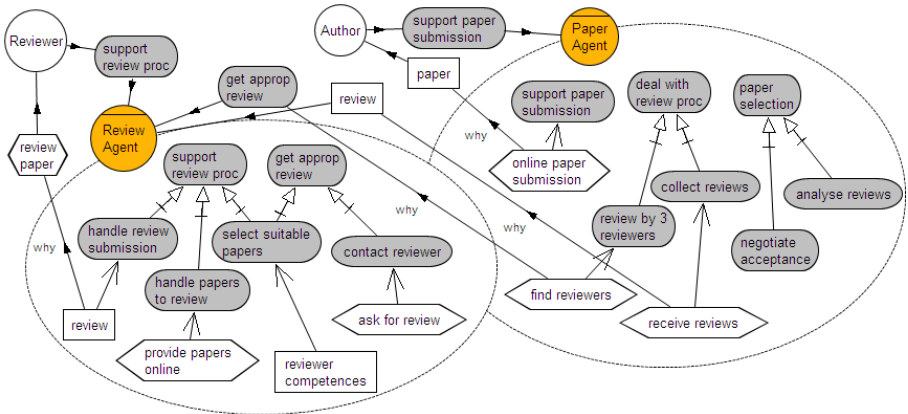 Reviewer
support
review proc
get approp
review
review
Author
support paper
submission
Paper
Agent
paper
Review
Agent
review
paper
support paper
submission
deal with
review proc
paper
selection
why
online paper
submission
collect reviews
analyse reviews
support
review proc
get approp
review
why
why
why
handle review
submission
select suitable
papers
contact reviewer
review by 3
reviewers
negotiate
acceptance
handle papers
to review
find reviewers
review
ask for review
receive reviews
provide papers
online
reviewer
competences